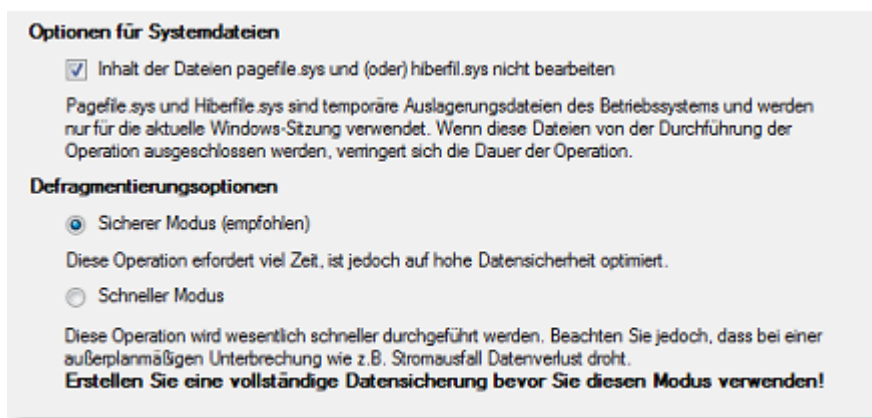 Optionen für Systemdateien
Inhalt der Dateien pagefile.sys und (oder) hiberfil.sys nicht bearbeiten
Pagefile.sys und Hiberfile.sys sind temporäre Auslagerungsdateien des Betriebssystems und werden
nur für die aktuelle Windows-Sitzung verwendet. Wenn diese Dateien von der Durchführung der
Operation ausgeschlossen werden, verringert sich die Dauer der Operation.
Defragmentierungsoptionen
Sicherer Modus (empfohlen)
Diese Operation erfordert viel Zeit, ist jedoch auf hohe Datensicherheit optimiert.
Schneller Modus
Diese Operation wird wesentlich schneller durchgeführt werden. Beachten Sie jedoch, dass bei einer
außerplanmäßigen Unterbrechung wie z.B. Stromausfall Datenverlust droht.
Erstellen Sie eine vollständige Datensicherung bevor Sie diesen Modus verwenden!